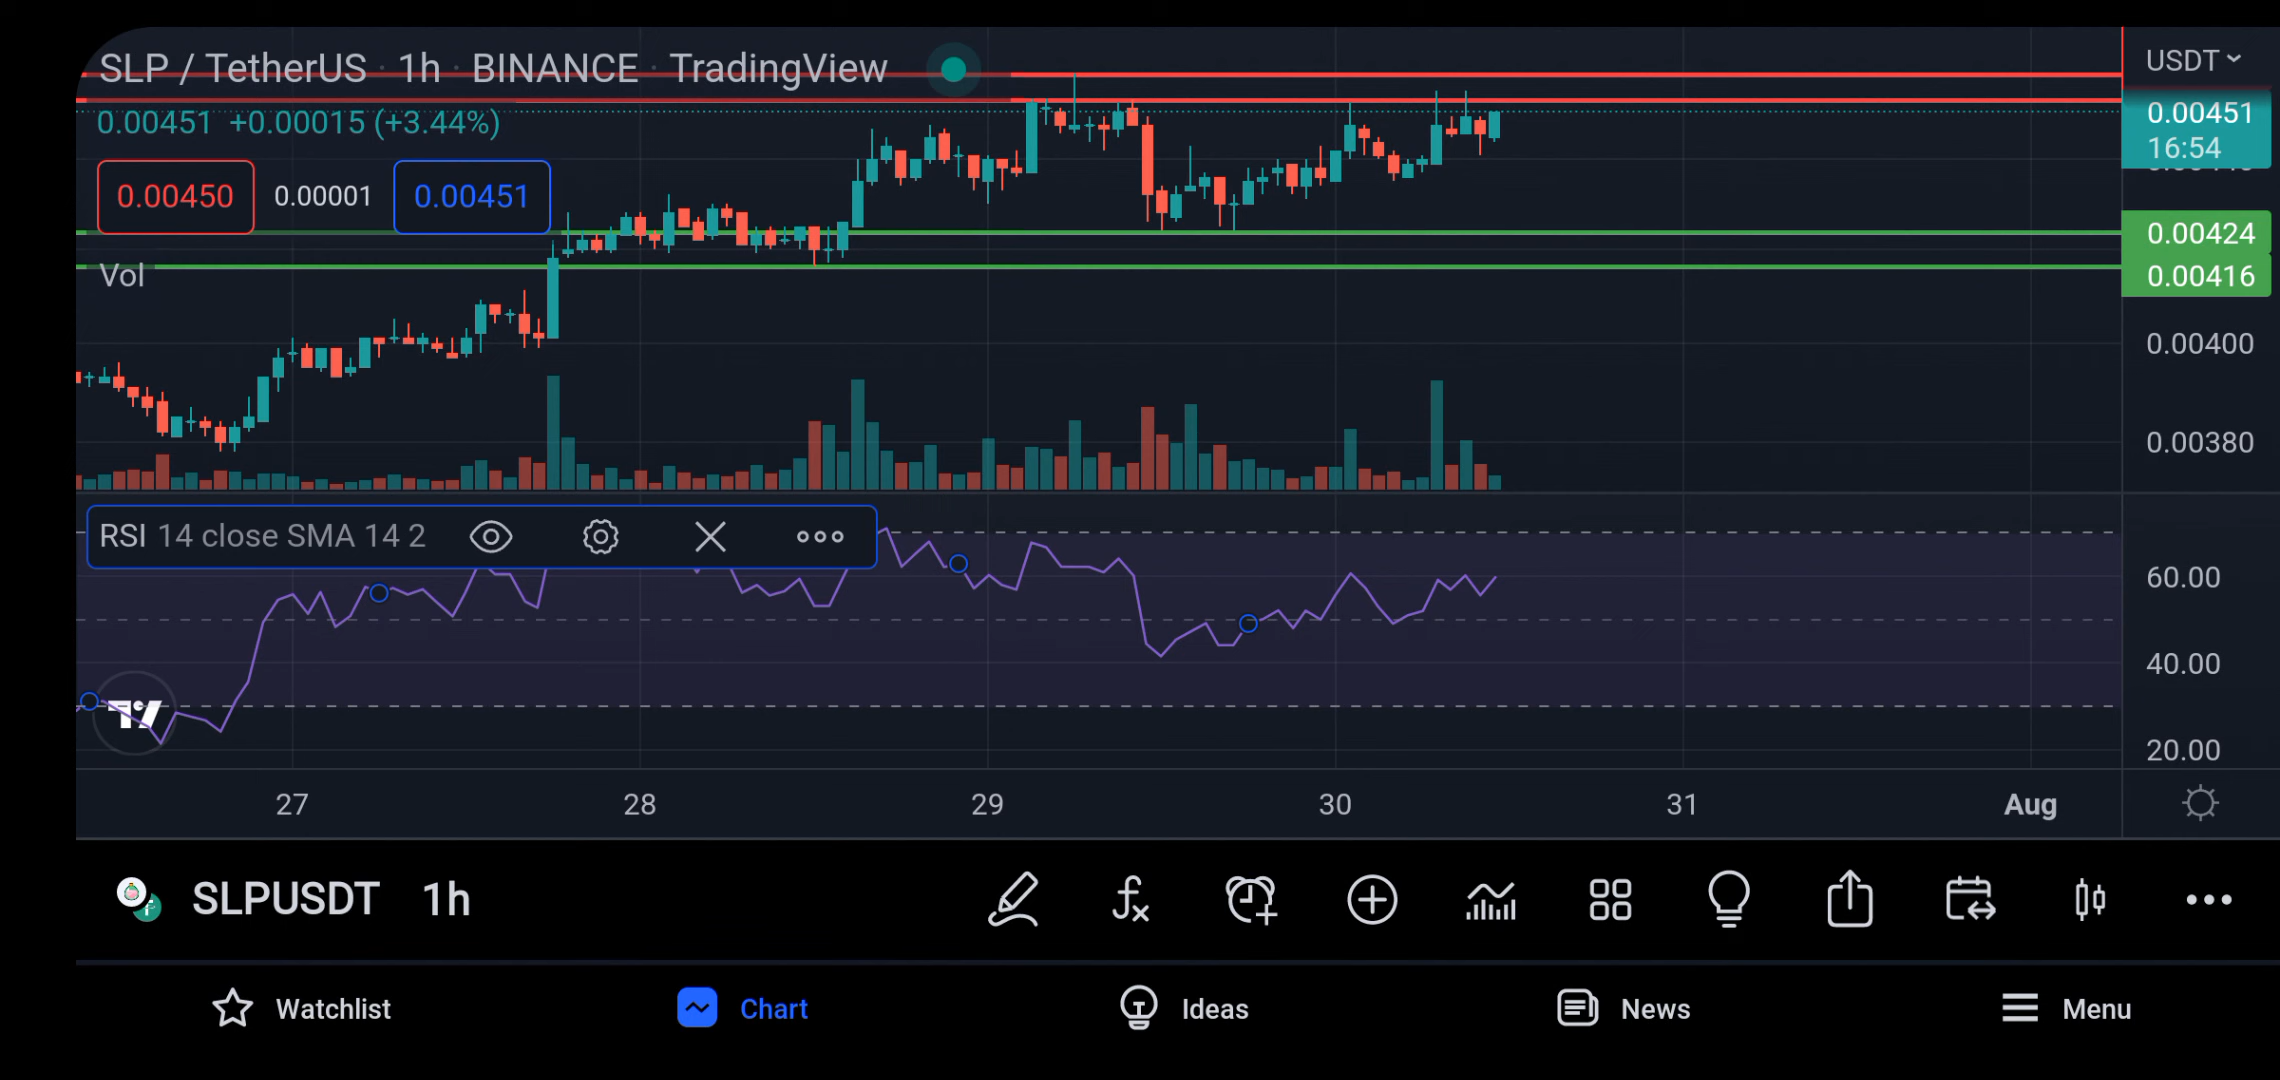 SLP / TetherUS · 1h · BINANCE · TradingView
USDT
0.00451 +0.00015 (+3.44%)
0.00451
16:54
0.00450 0.00001 0.00451
0.00424
Vol
0.00416
0.00400
0.00380
RSI 14 close SMA 14 2
60.00
40.00
20.00
27 28 29 30 31 Aug
SLPUSDT 1h
Watchlist Chart Ideas News Menu